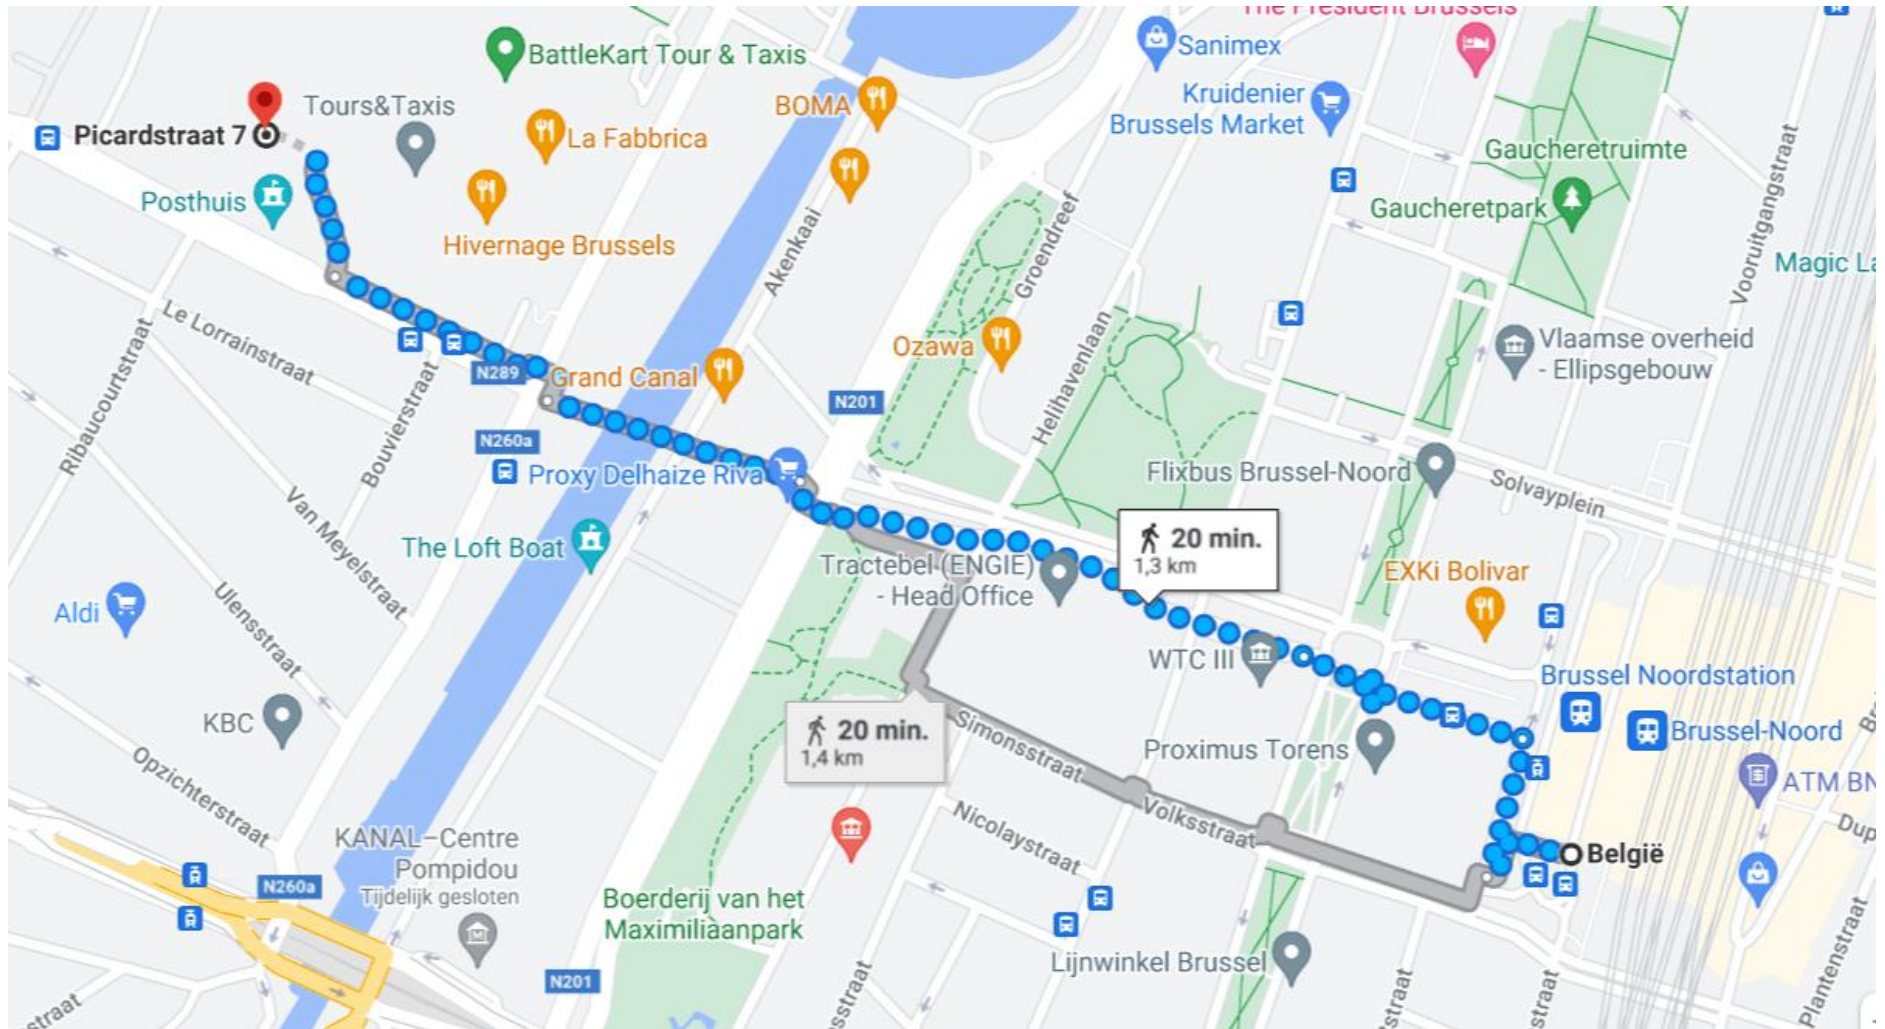 The President Brussels
BattleKart Tour & Taxis
Sanimex
Kruidenier
Brussels Market
Tours&Taxis
BOMA
Picardstraat 7
La Fabbrica
Gaucheretruimte
Posthuis
Gaucheretpark
Hivernage Brussels
Akenkaai
Groendreef
Vooruitgangstraat
Magic La
Le Lorrainstraat
Ribaucourtstraat
Bouvierstraat
Ozawa
Helihavenlaan
Vlaamse overheid
- Ellipsgebouw
N289
Grand Canal
N201
N260a
Proxy Delhaize Riva
Flixbus Brussel-Noord
Solvayplein
Van Meyelstraat
The Loft Boat
20 min.
1,3 km
Tractebel (ENGIE)
- Head Office
EXKi Bolivar
Aldi
Ulensstraat
WTC III
Brussel Noordstation
KBC
20 min.
1,4 km
Simonsstraat
Proximus Torens
Brussel-Noord
Opzichterstraat
ATM BN
Volksstraat
Nicolaystraat
Dup
België
KANAL–Centre
Pompidou
Tijdelijk gesloten
N260a
Boerderij van het
Maximiliaanpark
Lijnwinkel Brussel
N201
Plantenstraat
straat
sstraat
straat
straat